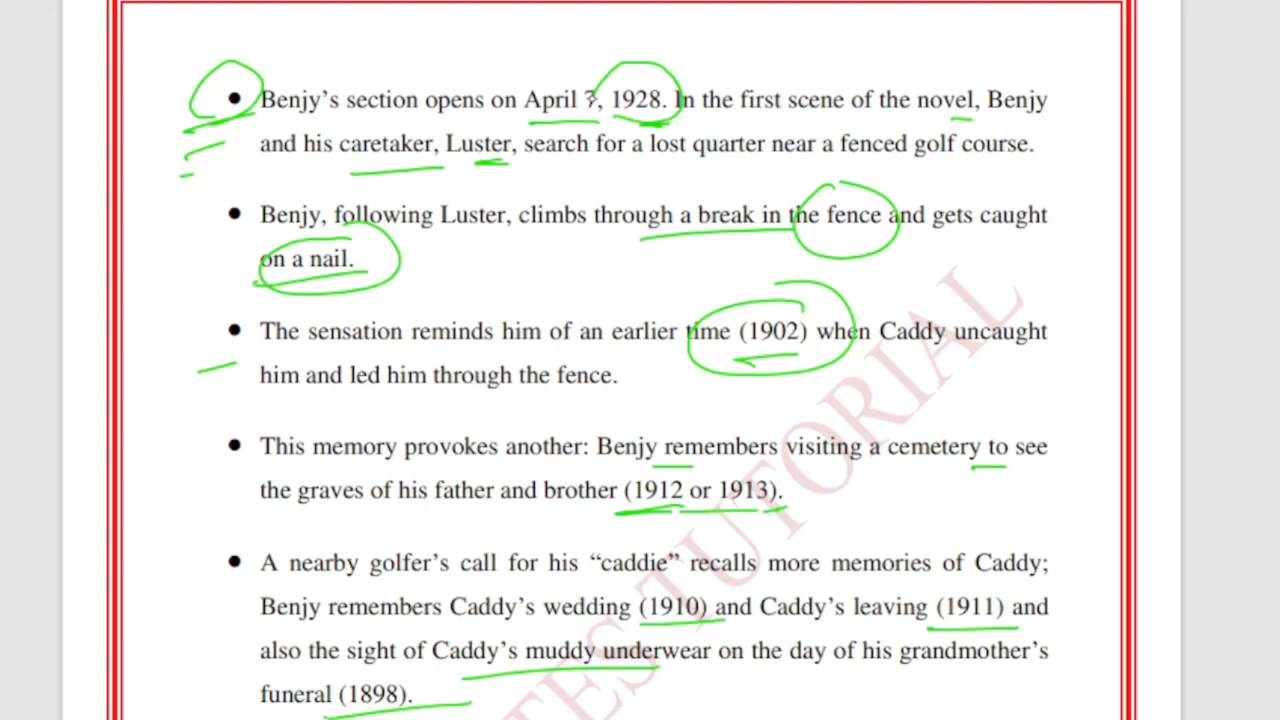 • Benjy’s section opens on April 7, 1928. In the first scene of the novel, Benjy
and his caretaker, Luster, search for a lost quarter near a fenced golf course.
• Benjy, following Luster, climbs through a break in the fence and gets caught
on a nail.
• The sensation reminds him of an earlier time (1902) when Caddy uncaught
him and led him through the fence.
• This memory provokes another: Benjy remembers visiting a cemetery to see
the graves of his father and brother (1912 or 1913).
• A nearby golfer’s call for his “caddie” recalls more memories of Caddy;
Benjy remembers Caddy’s wedding (1910) and Caddy’s leaving (1911) and
also the sight of Caddy’s muddy underwear on the day of his grandmother’s
funeral (1898).
TES TUTORIAL